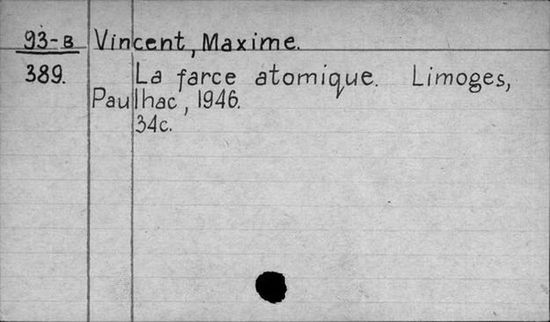 93-B Vincent, Maxime.
389. La farce atomique. Limoges,
Paulhac, 1946.
34c.